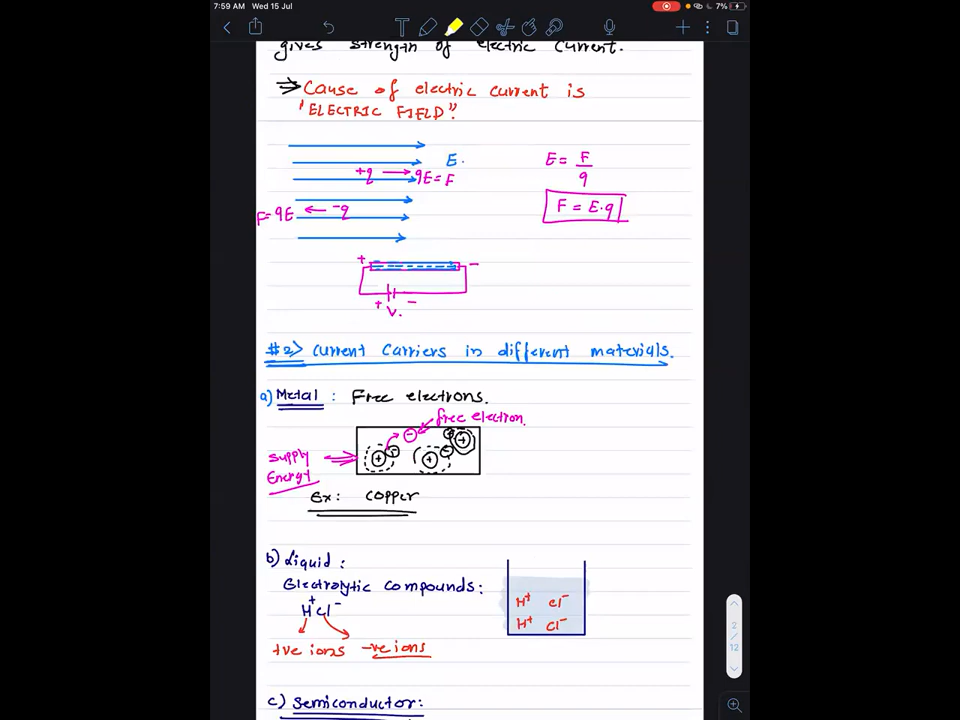 7:59 AM Wed 15 Jul
7%
gives strength of electric current.
⇒ Cause of electric current is
"ELECTRIC FIELD".
E.
+q → qE = F
F = qE ← -q
E = F/q
F = E·q
+ -
+ -
V.
#2> Current Carriers in different materials.
a) Metal : Free electrons.
free electron.
Supply
Energy
+ - - + - + -
Ex: Copper
b) Liquid :
Electrolytic compounds:
H+ Cl-
+ve ions -ve ions
H+ Cl-
H+ Cl-
c) Semiconductor:
2
/
12